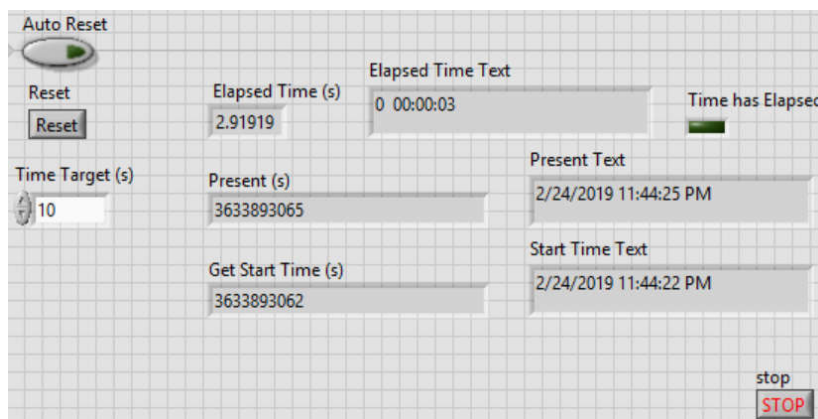 Auto Reset
Reset
Reset
Elapsed Time (s)
2.91919
Elapsed Time Text
0 00:00:03
Time has Elapsed
Time Target (s)
10
Present (s)
3633893065
Present Text
2/24/2019 11:44:25 PM
Get Start Time (s)
3633893062
Start Time Text
2/24/2019 11:44:22 PM
stop
STOP